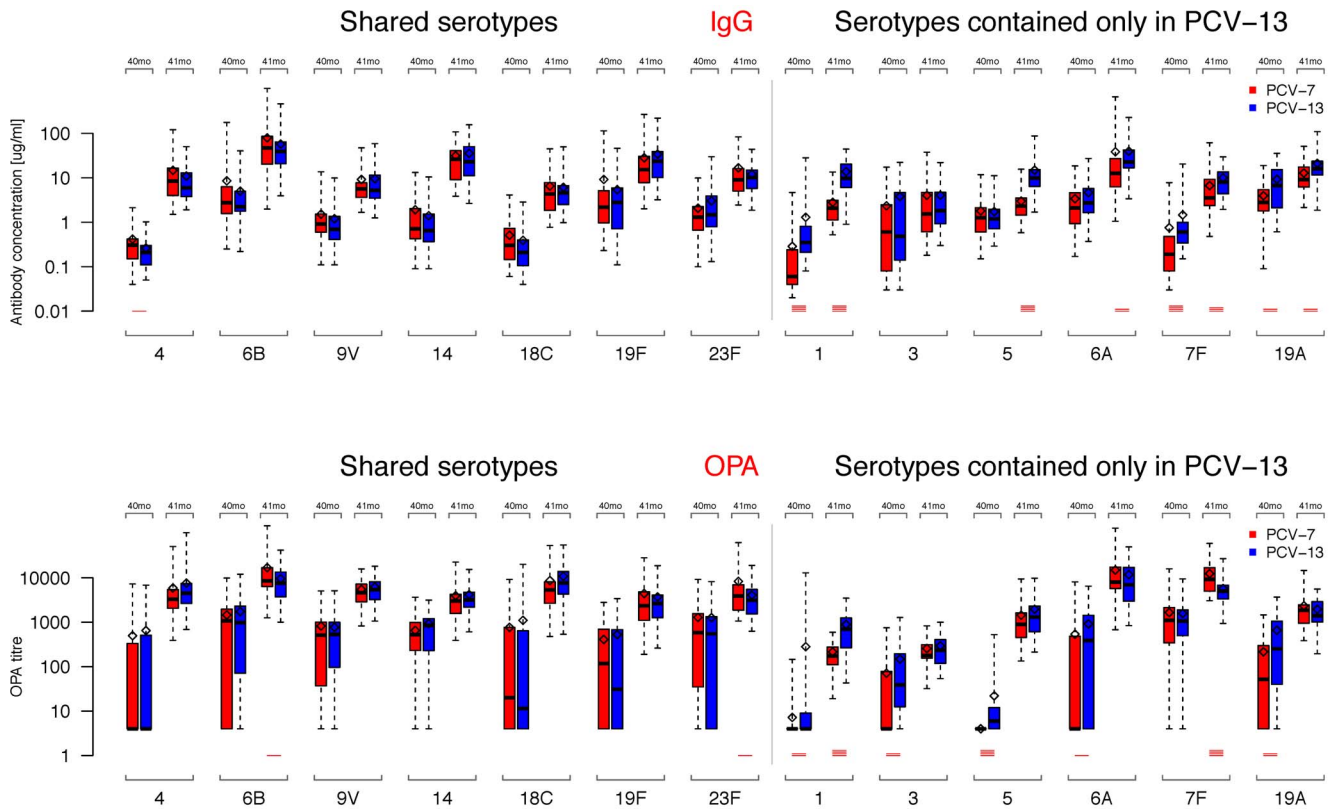 Shared serotypes IgG Serotypes contained only in PCV−13
40mo 41mo 40mo 41mo 40mo 41mo 40mo 41mo 40mo 41mo 40mo 41mo 40mo 41mo 40mo 41mo 40mo 41mo 40mo 41mo 40mo 41mo 40mo 41mo 40mo 41mo
PCV−7
PCV−13
Antibody concentration [ug/ml]
100
10
1
0.1
0.01
4 6B 9V 14 18C 19F 23F 1 3 5 6A 7F 19A
Shared serotypes OPA Serotypes contained only in PCV−13
40mo 41mo 40mo 41mo 40mo 41mo 40mo 41mo 40mo 41mo 40mo 41mo 40mo 41mo 40mo 41mo 40mo 41mo 40mo 41mo 40mo 41mo 40mo 41mo 40mo 41mo
PCV−7
PCV−13
OPA titre
10000
1000
100
10
1
4 6B 9V 14 18C 19F 23F 1 3 5 6A 7F 19A